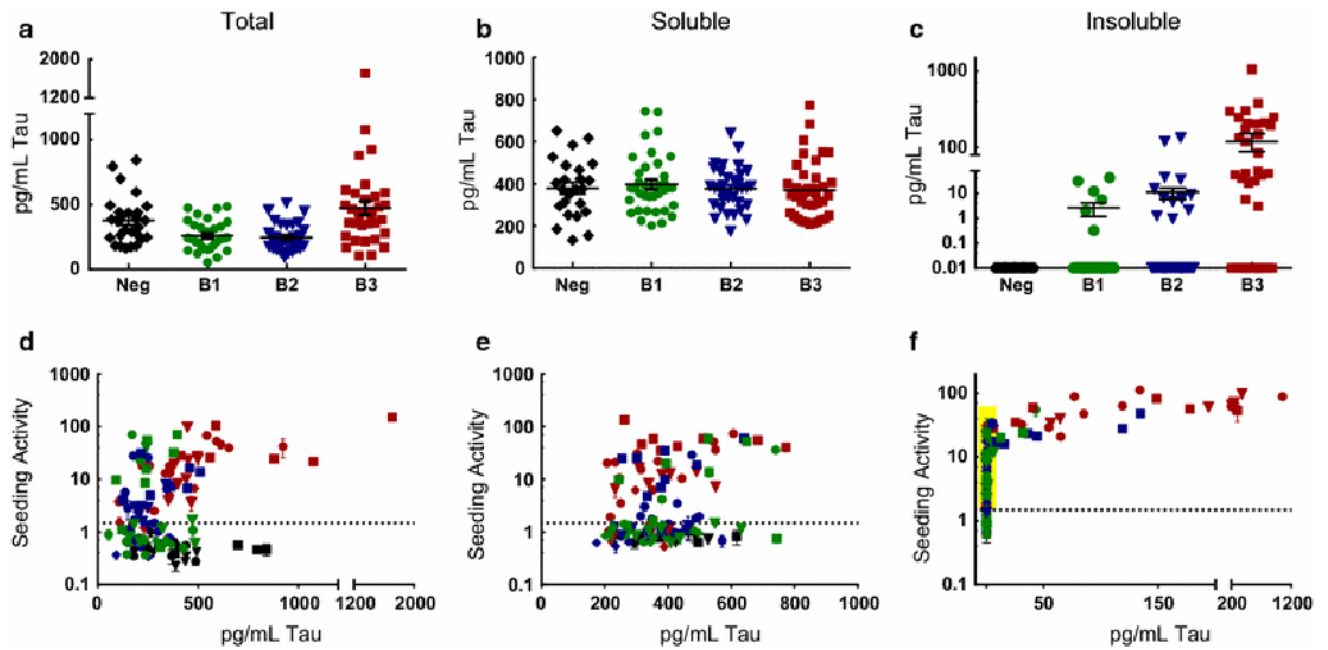 Total
Soluble
Insoluble
a
b
c
2000
1200
1000
500
0
pg/mL Tau
Neg
B1
B2
B3
1000
800
600
400
200
0
pg/mL Tau
Neg
B1
B2
B3
1000
100
10
1
0.1
0.01
pg/mL Tau
Neg
B1
B2
B3
d
e
f
1000
100
10
1
0.1
Seeding Activity
0
500
1000
1200
2000
pg/mL Tau
1000
100
10
1
0.1
Seeding Activity
0
200
400
600
800
1000
pg/mL Tau
100
10
1
0.1
Seeding Activity
50
150
200
1200
pg/mL Tau